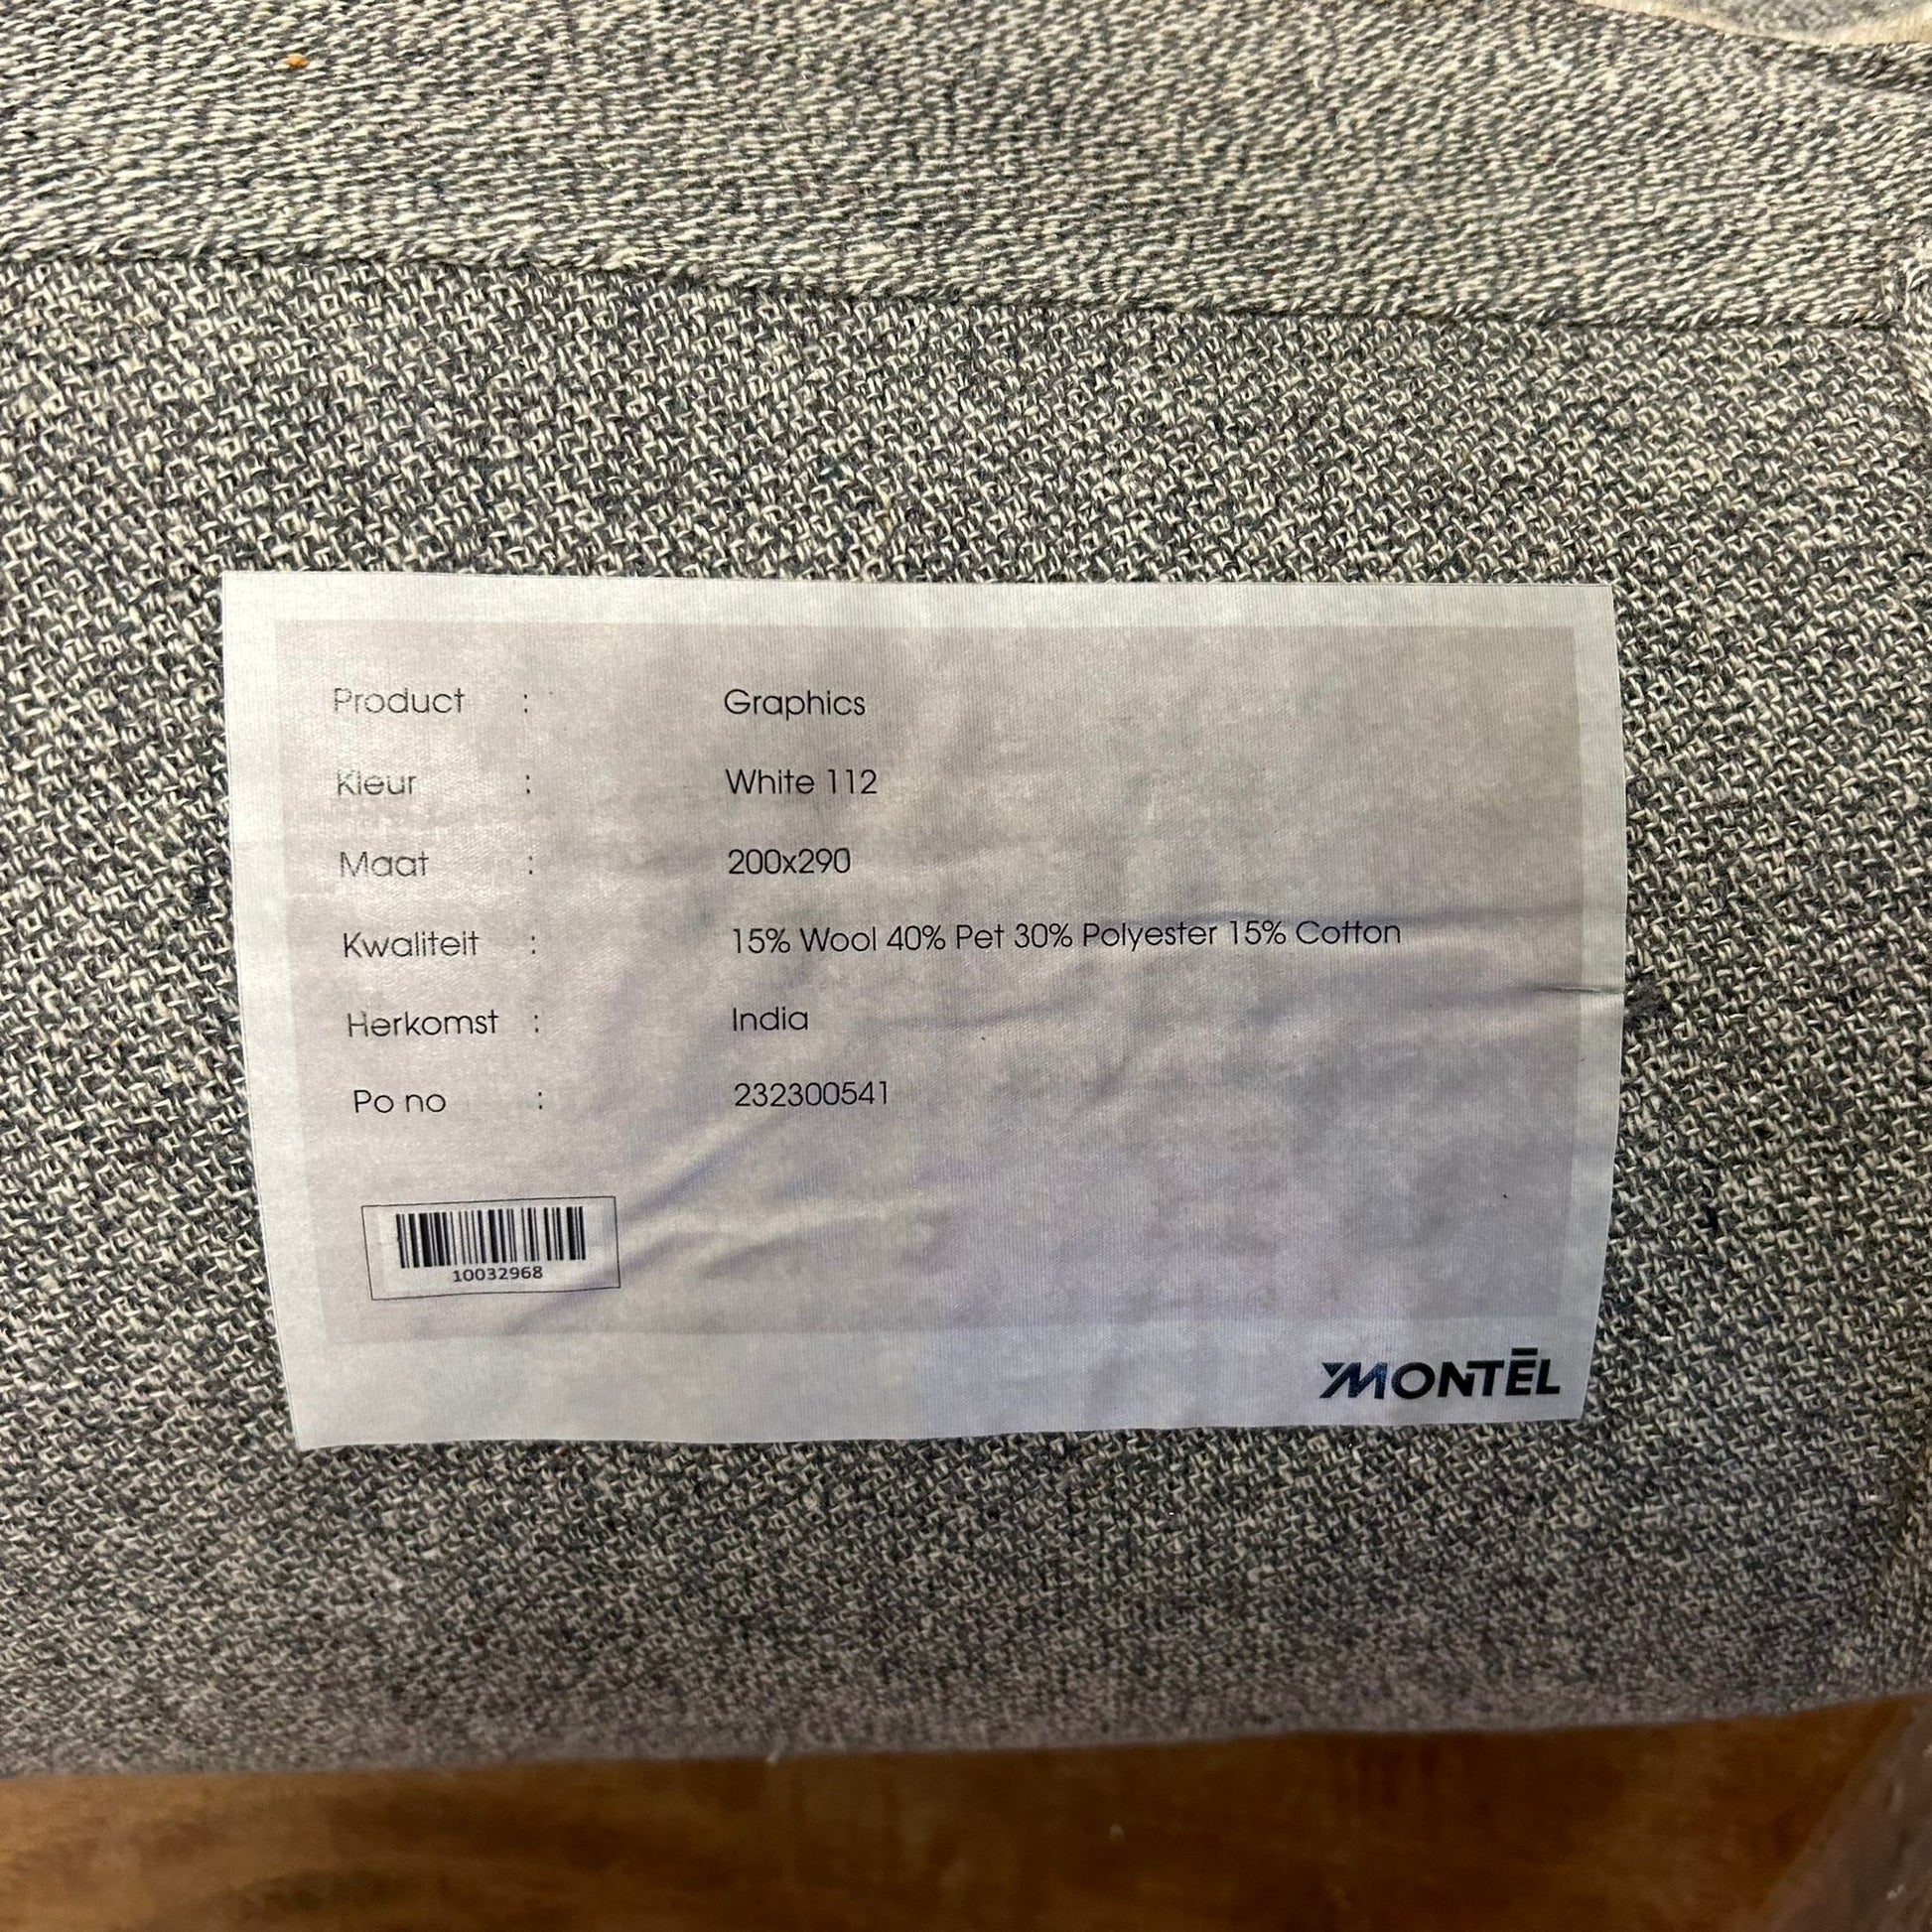 Product : Graphics
Kleur : White 112
Maat : 200x290
Kwaliteit : 15% Wool 40% Pet 30% Polyester 15% Cotton
Herkomst : India
Po no : 232300541
10032968
MONTĒL